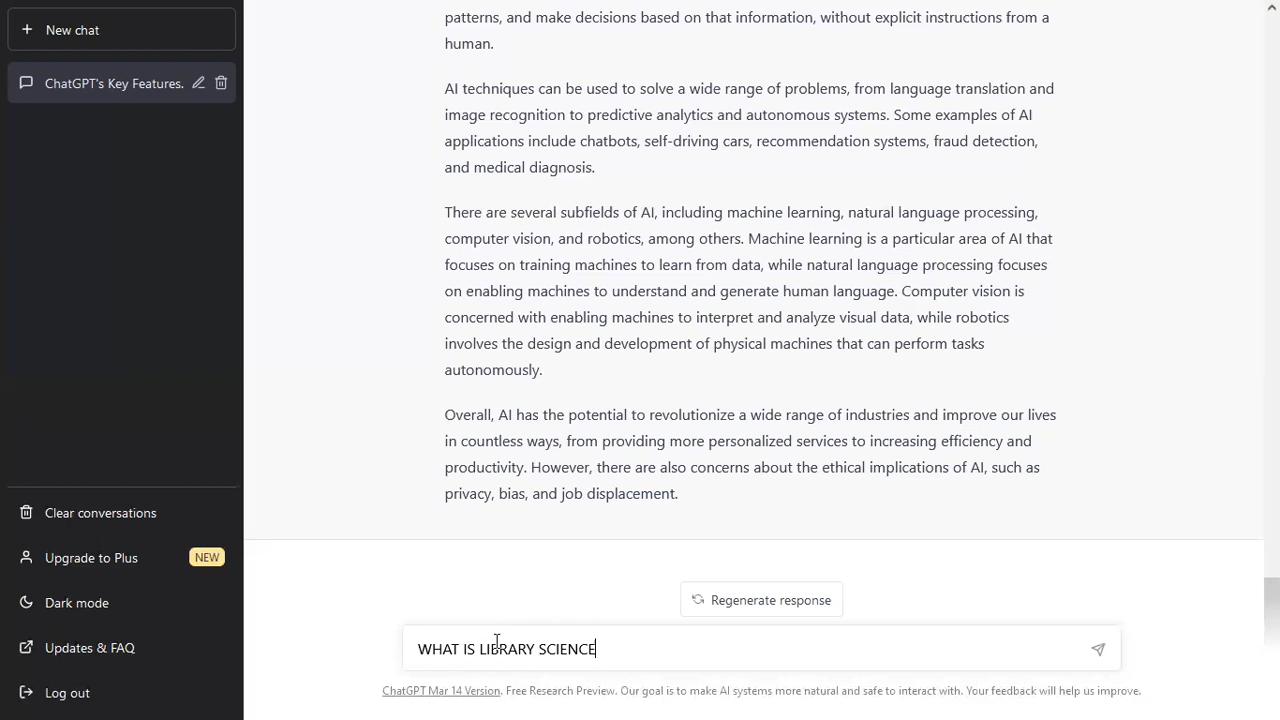 New chat
ChatGPT's Key Features.
Clear conversations
Upgrade to Plus NEW
Dark mode
Updates & FAQ
Log out
patterns, and make decisions based on that information, without explicit instructions from a
human.
AI techniques can be used to solve a wide range of problems, from language translation and
image recognition to predictive analytics and autonomous systems. Some examples of AI
applications include chatbots, self-driving cars, recommendation systems, fraud detection,
and medical diagnosis.
There are several subfields of AI, including machine learning, natural language processing,
computer vision, and robotics, among others. Machine learning is a particular area of AI that
focuses on training machines to learn from data, while natural language processing focuses
on enabling machines to understand and generate human language. Computer vision is
concerned with enabling machines to interpret and analyze visual data, while robotics
involves the design and development of physical machines that can perform tasks
autonomously.
Overall, AI has the potential to revolutionize a wide range of industries and improve our lives
in countless ways, from providing more personalized services to increasing efficiency and
productivity. However, there are also concerns about the ethical implications of AI, such as
privacy, bias, and job displacement.
Regenerate response
WHAT IS LIBRARY SCIENCE
ChatGPT Mar 14 Version. Free Research Preview. Our goal is to make AI systems more natural and safe to interact with. Your feedback will help us improve.